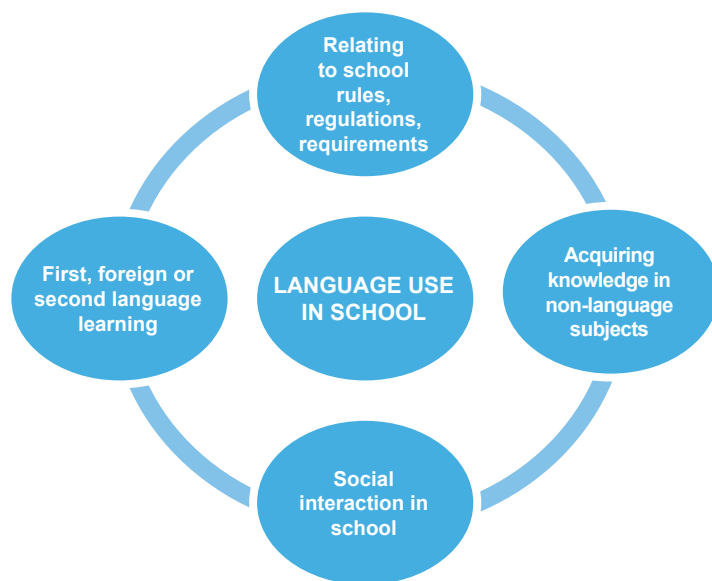 Relating
to school
rules,
regulations,
requirements
First, foreign or
second language
learning
LANGUAGE USE
IN SCHOOL
Acquiring
knowledge in
non-language
subjects
Social
interaction in
school